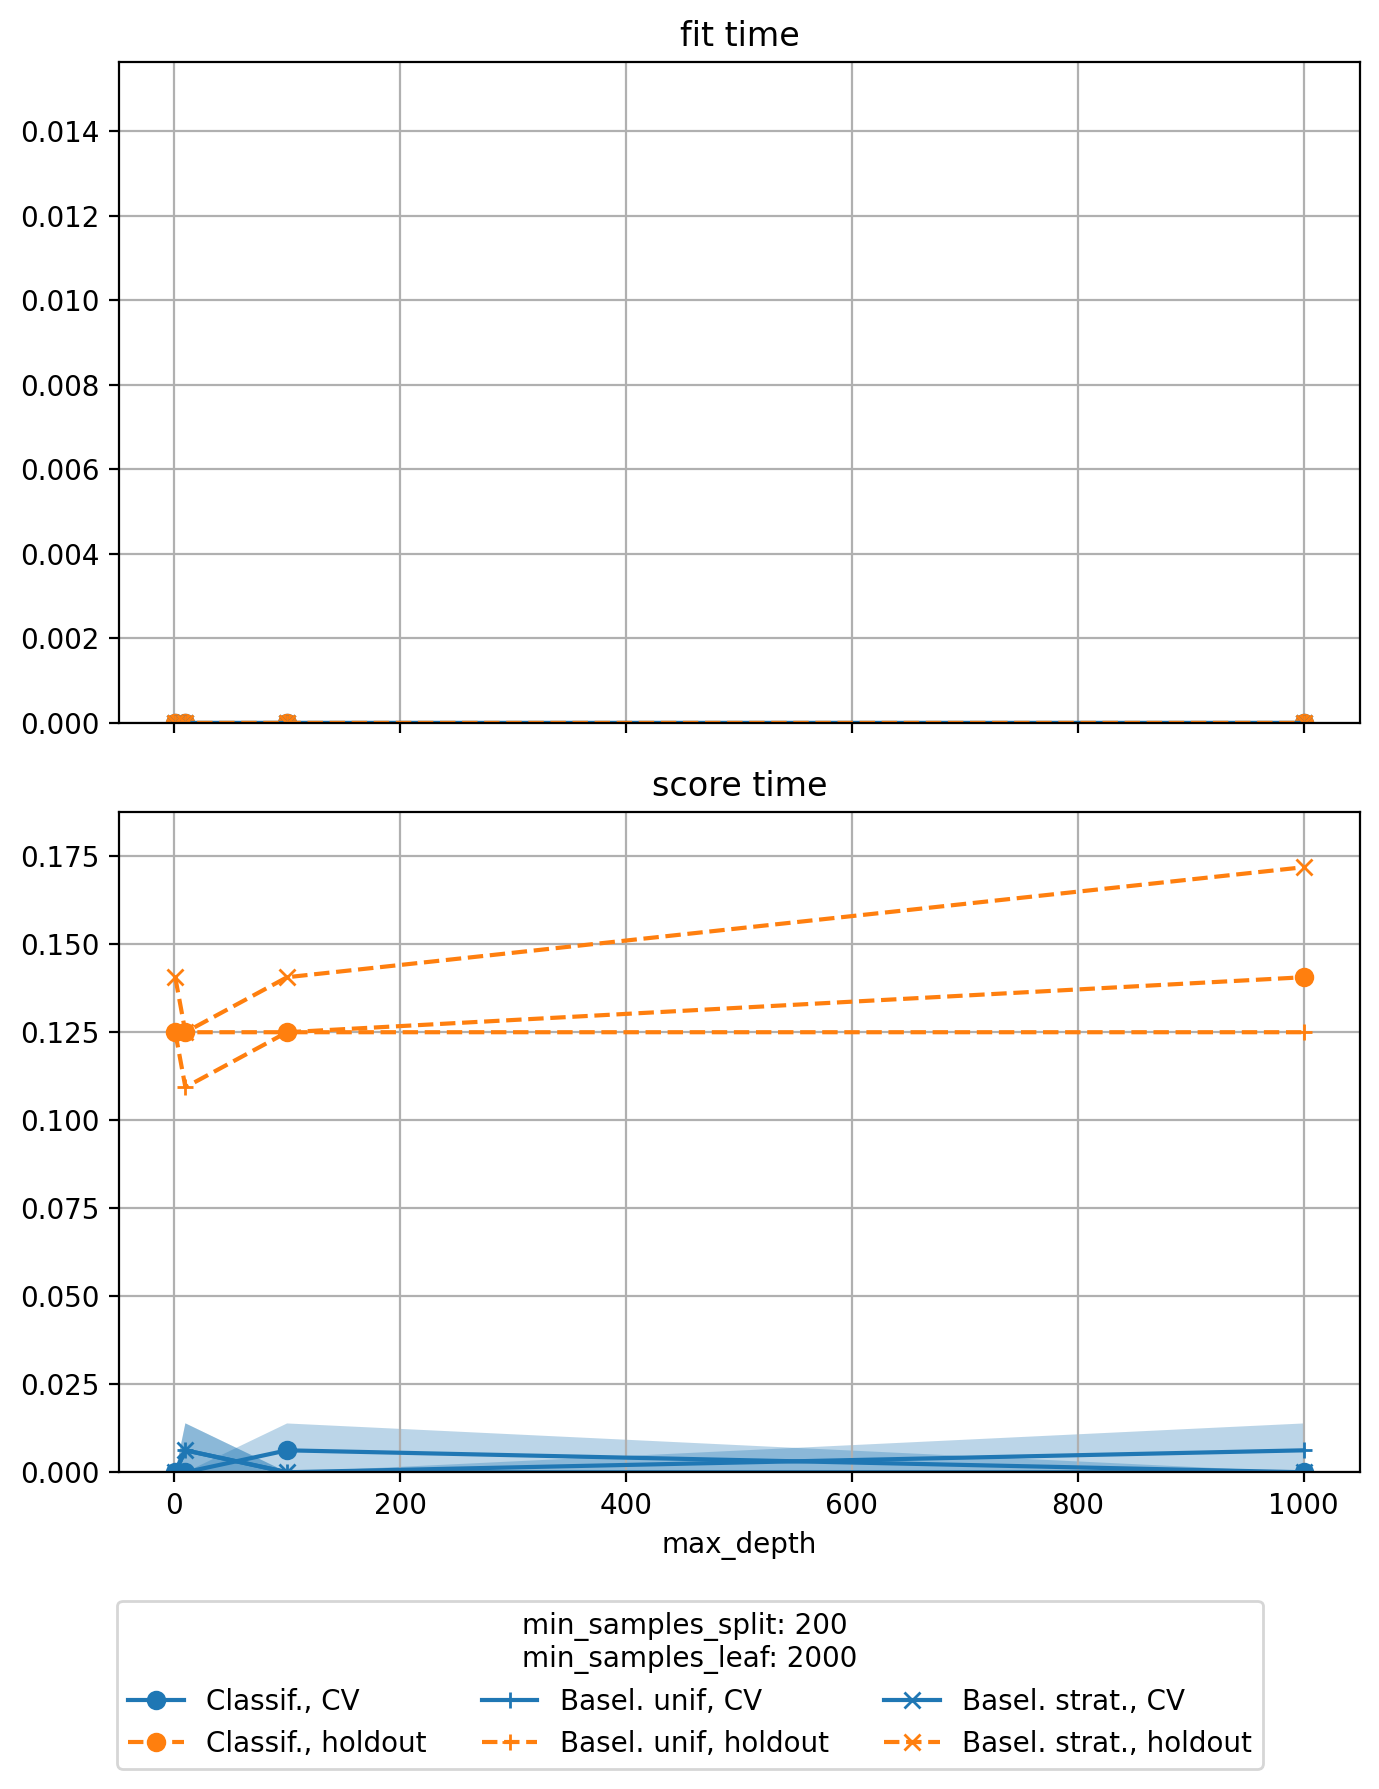 fit time
0.014
0.012
0.010
0.008
0.006
0.004
0.002
0.000
score time
0.175
0.150
0.125
0.100
0.075
0.050
0.025
0.000
0 200 400 600 800 1000
max_depth
min_samples_split: 200
min_samples_leaf: 2000
Classif., CV Basel. unif, CV Basel. strat., CV
Classif., holdout Basel. unif, holdout Basel. strat., holdout